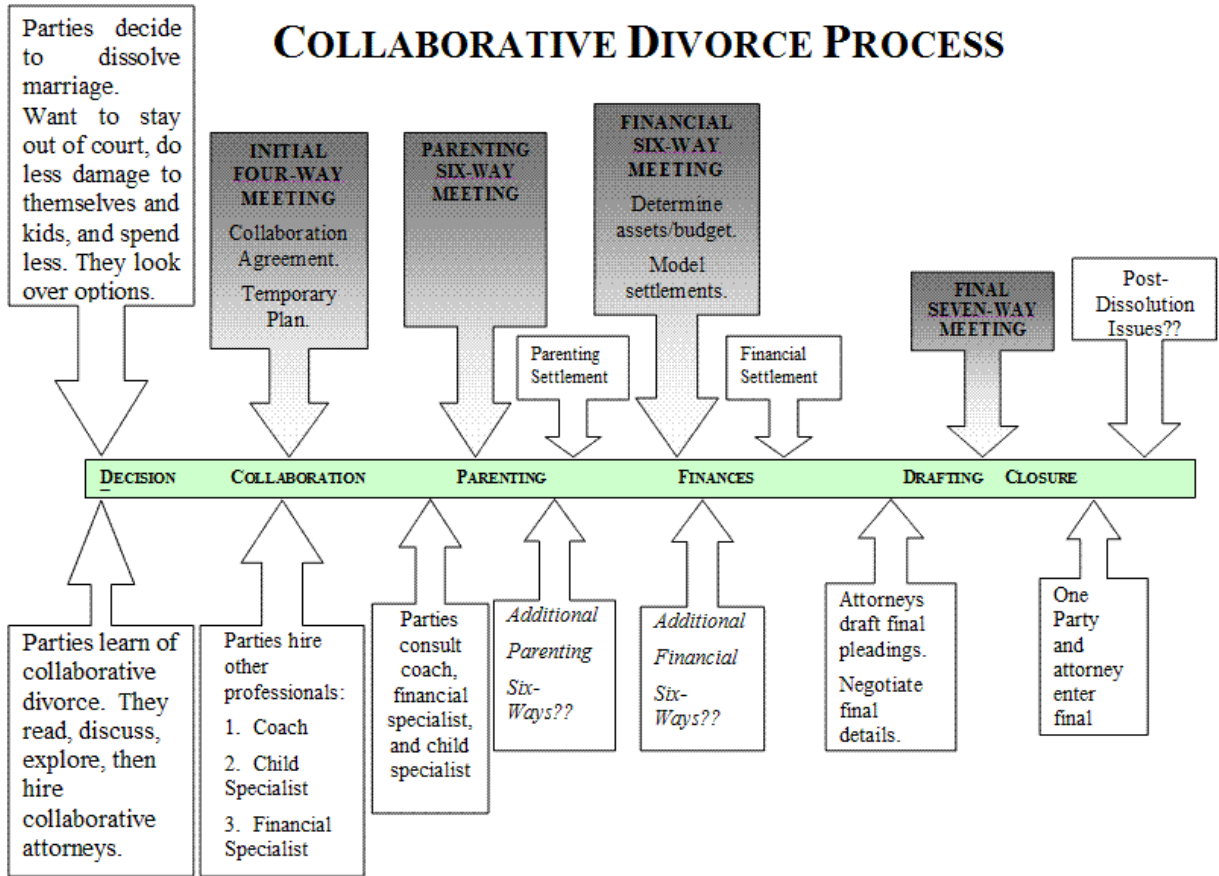 COLLABORATIVE DIVORCE PROCESS
Parties decide
to dissolve
marriage.
Want to stay
out of court, do
less damage to
themselves and
kids, and spend
less. They look
over options.
INITIAL
FOUR-WAY
MEETING
Collaboration
Agreement.
Temporary
Plan.
PARENTING
SIX-WAY
MEETING
Parenting
Settlement
FINANCIAL
SIX-WAY
MEETING
Determine
assets/budget.
Model
settlements.
Financial
Settlement
FINAL
SEVEN-WAY
MEETING
Post-
Dissolution
Issues??
DECISION COLLABORATION PARENTING FINANCES DRAFTING CLOSURE
Parties learn of
collaborative
divorce. They
read, discuss,
explore, then
hire
collaborative
attorneys.
Parties hire
other
professionals:
1. Coach
2. Child
Specialist
3. Financial
Specialist
Parties
consult
coach,
financial
specialist,
and child
specialist
Additional
Parenting
Six-
Ways??
Additional
Financial
Six-
Ways??
Attorneys
draft final
pleadings.
Negotiate
final
details.
One
Party
and
attorney
enter
final